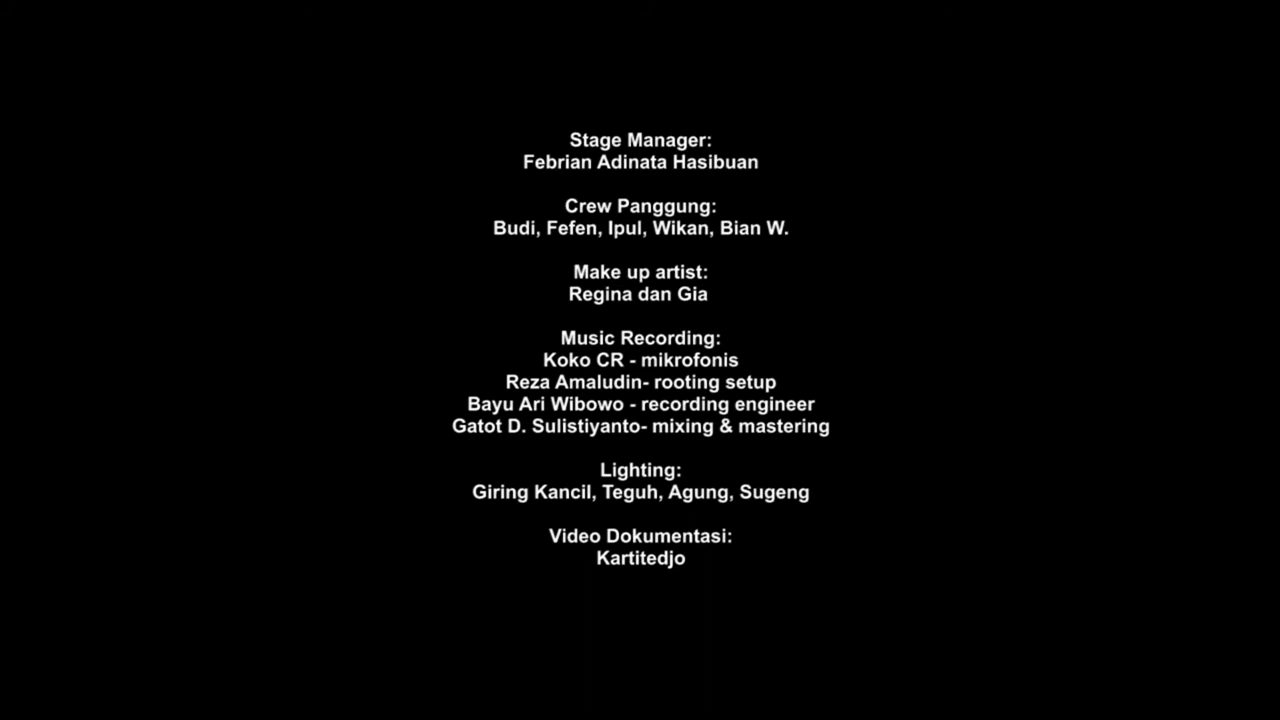 Stage Manager:
Febrian Adinata Hasibuan
Crew Panggung:
Budi, Fefen, Ipul, Wikan, Bian W.
Make up artist:
Regina dan Gia
Music Recording:
Koko CR - mikrofonis
Reza Amaludin- rooting setup
Bayu Ari Wibowo - recording engineer
Gatot D. Sulistiyanto- mixing & mastering
Lighting:
Giring Kancil, Teguh, Agung, Sugeng
Video Dokumentasi:
Kartitedjo